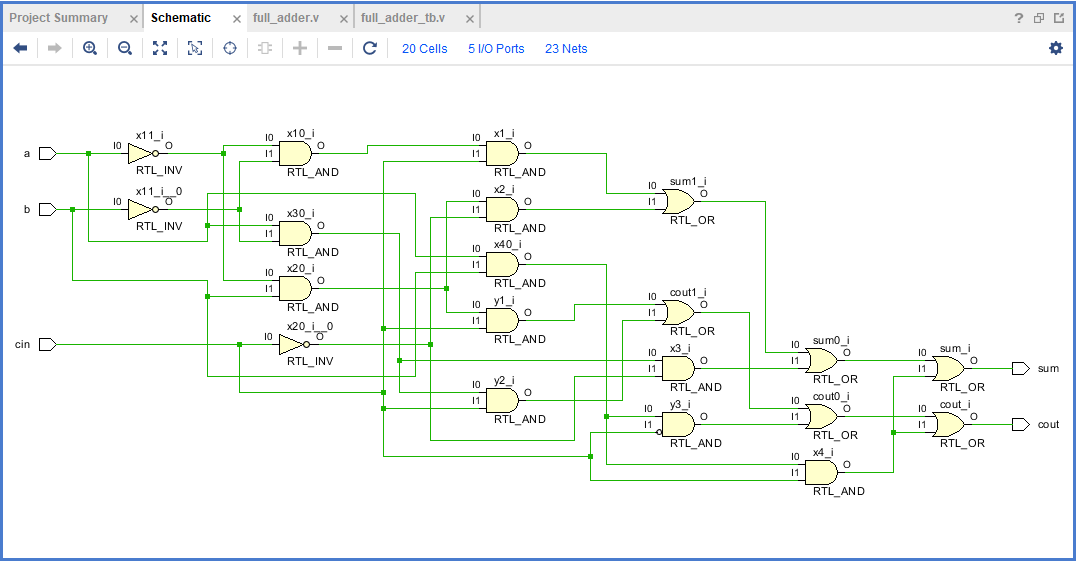 Project Summary × Schematic × full_adder.v × full_adder_tb.v × ?
20 Cells 5 I/O Ports 23 Nets
x11_i
I0 O
RTL_INV
a
x10_i
I0 O
I1
RTL_AND
x1_i
I0 O
I1
RTL_AND
x11_i__0
I0 O
RTL_INV
b
x30_i
I0 O
I1
RTL_AND
x2_i
I0 O
I1
RTL_AND
sum1_i
I0 O
I1
RTL_OR
x20_i
I0 O
I1
RTL_AND
x40_i
I0 O
I1
RTL_AND
cin
x20_i__0
I0 O
RTL_INV
y1_i
I0 O
I1
RTL_AND
cout1_i
I0 O
I1
RTL_OR
x3_i
I0 O
I1
RTL_AND
sum0_i
I0 O
I1
RTL_OR
sum_i
I0 O
I1
RTL_OR
sum
y2_i
I0 O
I1
RTL_AND
y3_i
I0 O
I1
RTL_AND
cout0_i
I0 O
I1
RTL_OR
cout_i
I0 O
I1
RTL_OR
cout
x4_i
I0 O
I1
RTL_AND